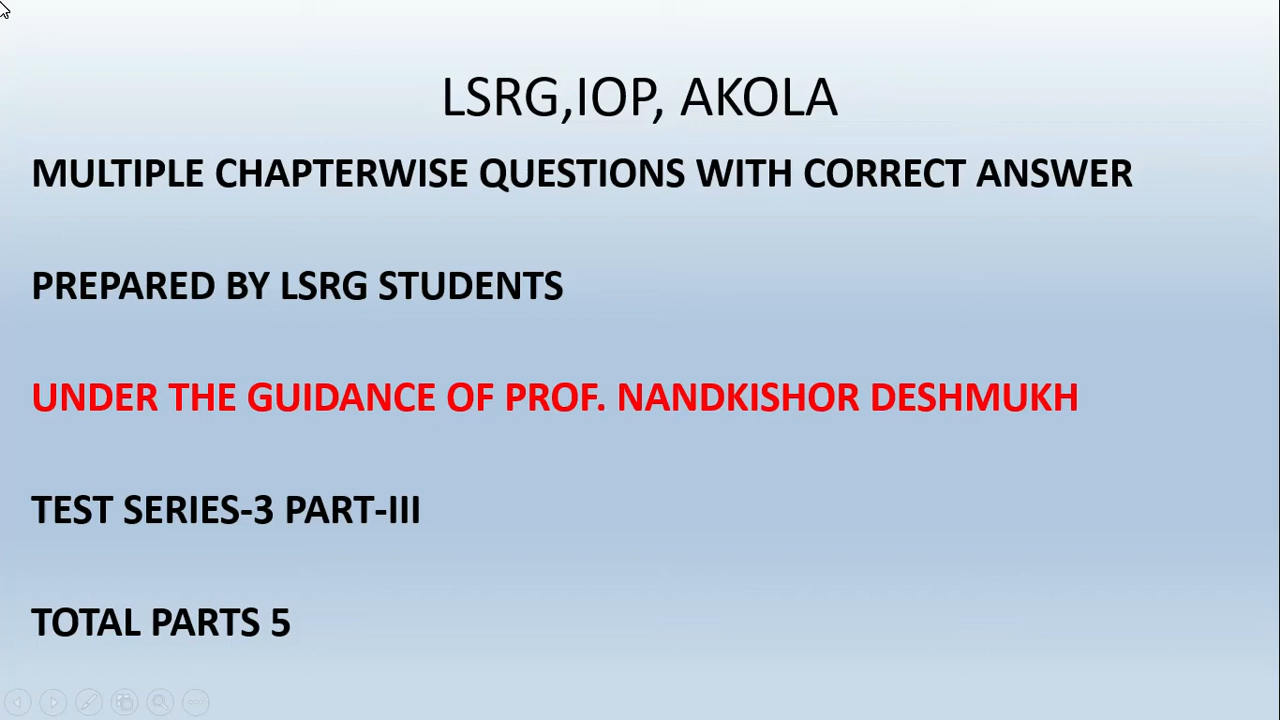 LSRG,IOP, AKOLA
MULTIPLE CHAPTERWISE QUESTIONS WITH CORRECT ANSWER
PREPARED BY LSRG STUDENTS
UNDER THE GUIDANCE OF PROF. NANDKISHOR DESHMUKH
TEST SERIES-3 PART-III
TOTAL PARTS 5